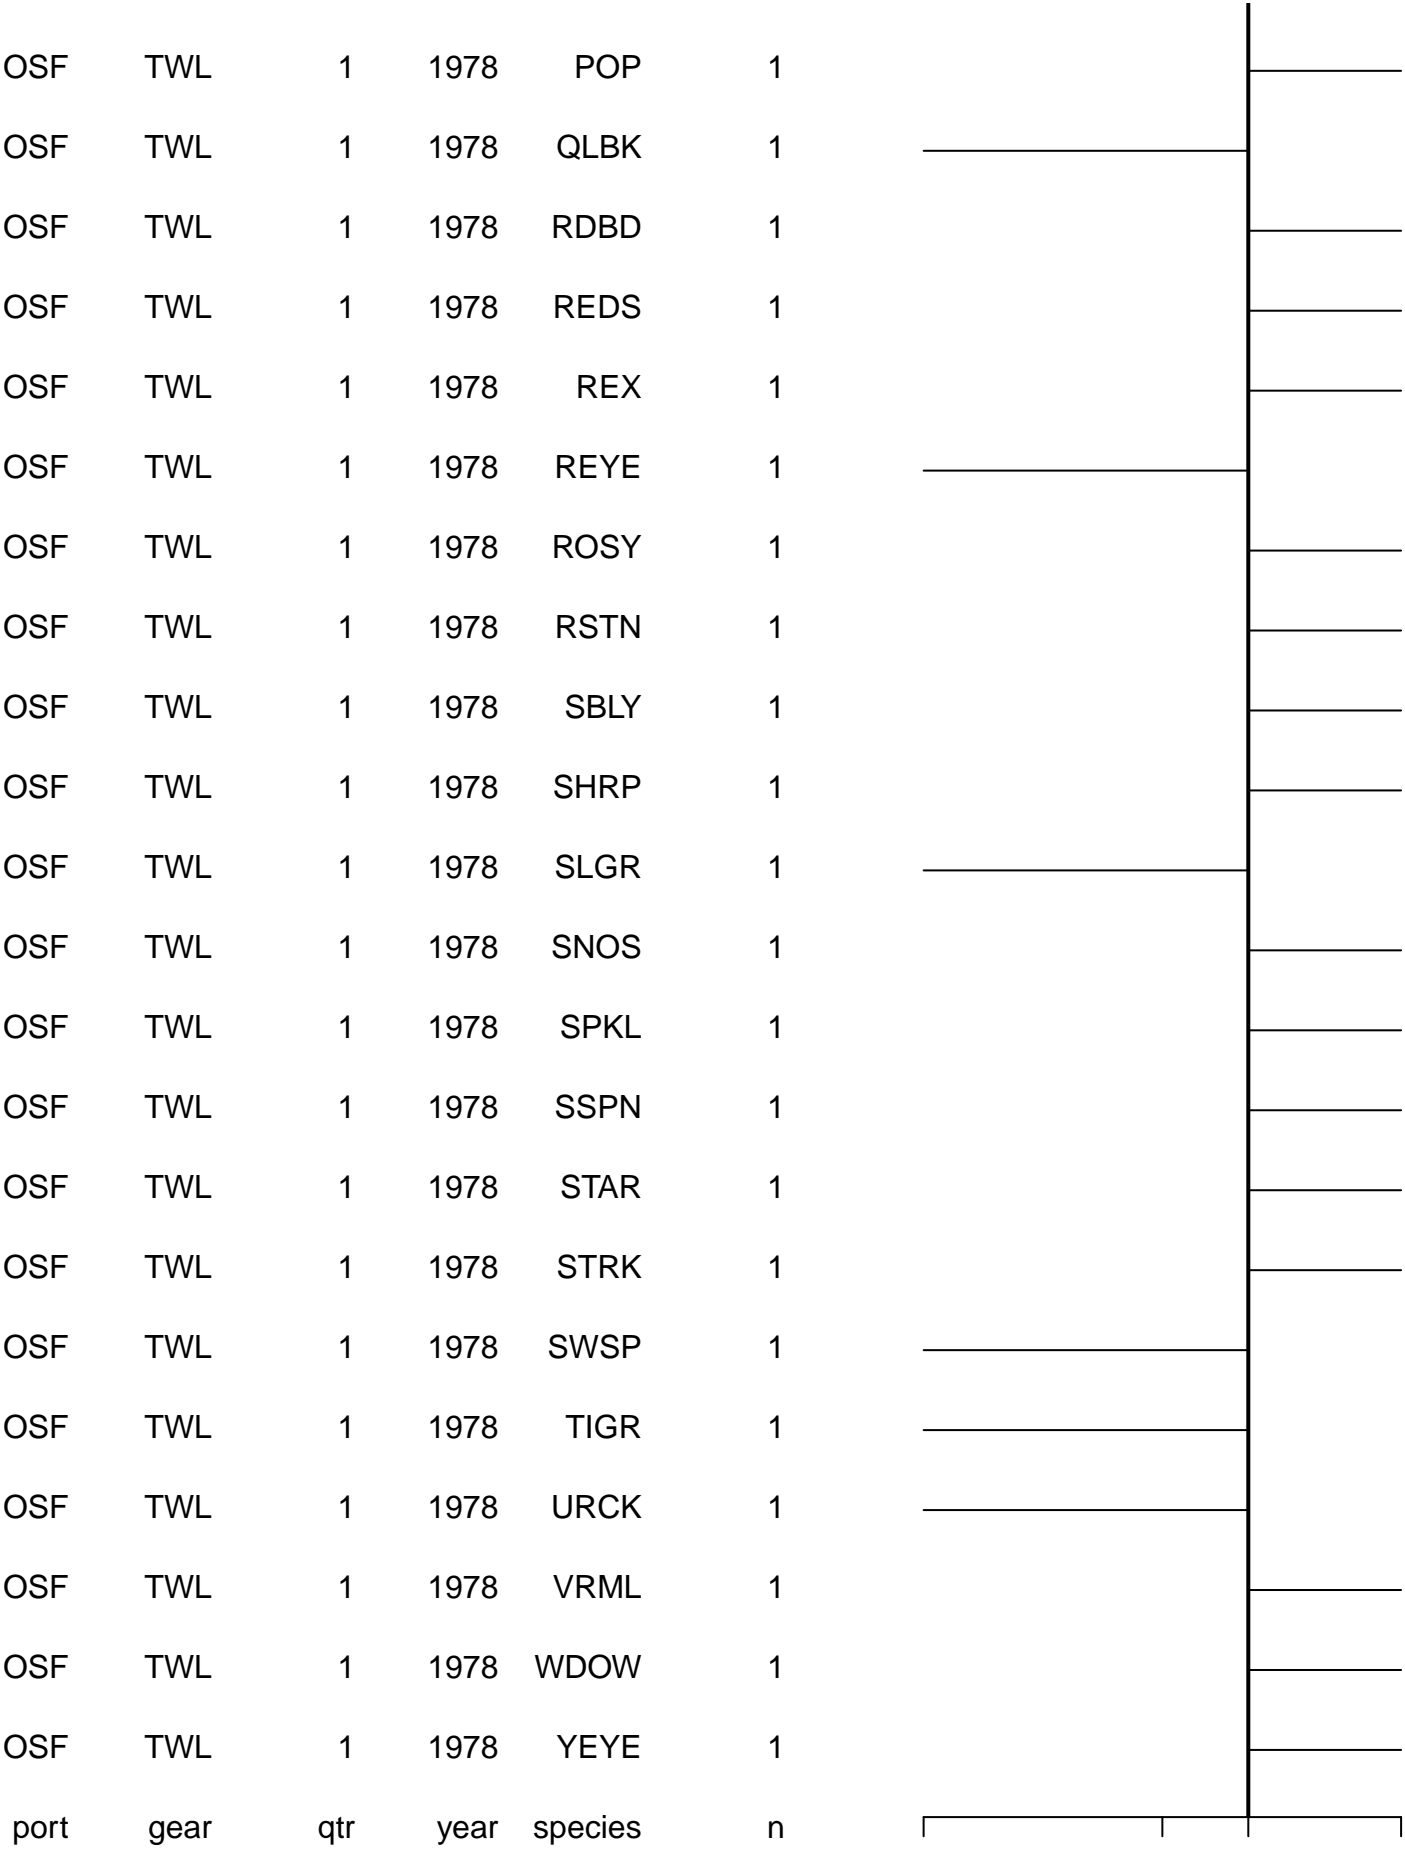 OSF TWL 1 1978 POP 1
OSF TWL 1 1978 QLBK 1
OSF TWL 1 1978 RDBD 1
OSF TWL 1 1978 REDS 1
OSF TWL 1 1978 REX 1
OSF TWL 1 1978 REYE 1
OSF TWL 1 1978 ROSY 1
OSF TWL 1 1978 RSTN 1
OSF TWL 1 1978 SBLY 1
OSF TWL 1 1978 SHRP 1
OSF TWL 1 1978 SLGR 1
OSF TWL 1 1978 SNOS 1
OSF TWL 1 1978 SPKL 1
OSF TWL 1 1978 SSPN 1
OSF TWL 1 1978 STAR 1
OSF TWL 1 1978 STRK 1
OSF TWL 1 1978 SWSP 1
OSF TWL 1 1978 TIGR 1
OSF TWL 1 1978 URCK 1
OSF TWL 1 1978 VRML 1
OSF TWL 1 1978 WDOW 1
OSF TWL 1 1978 YEYE 1
port gear qtr year species n